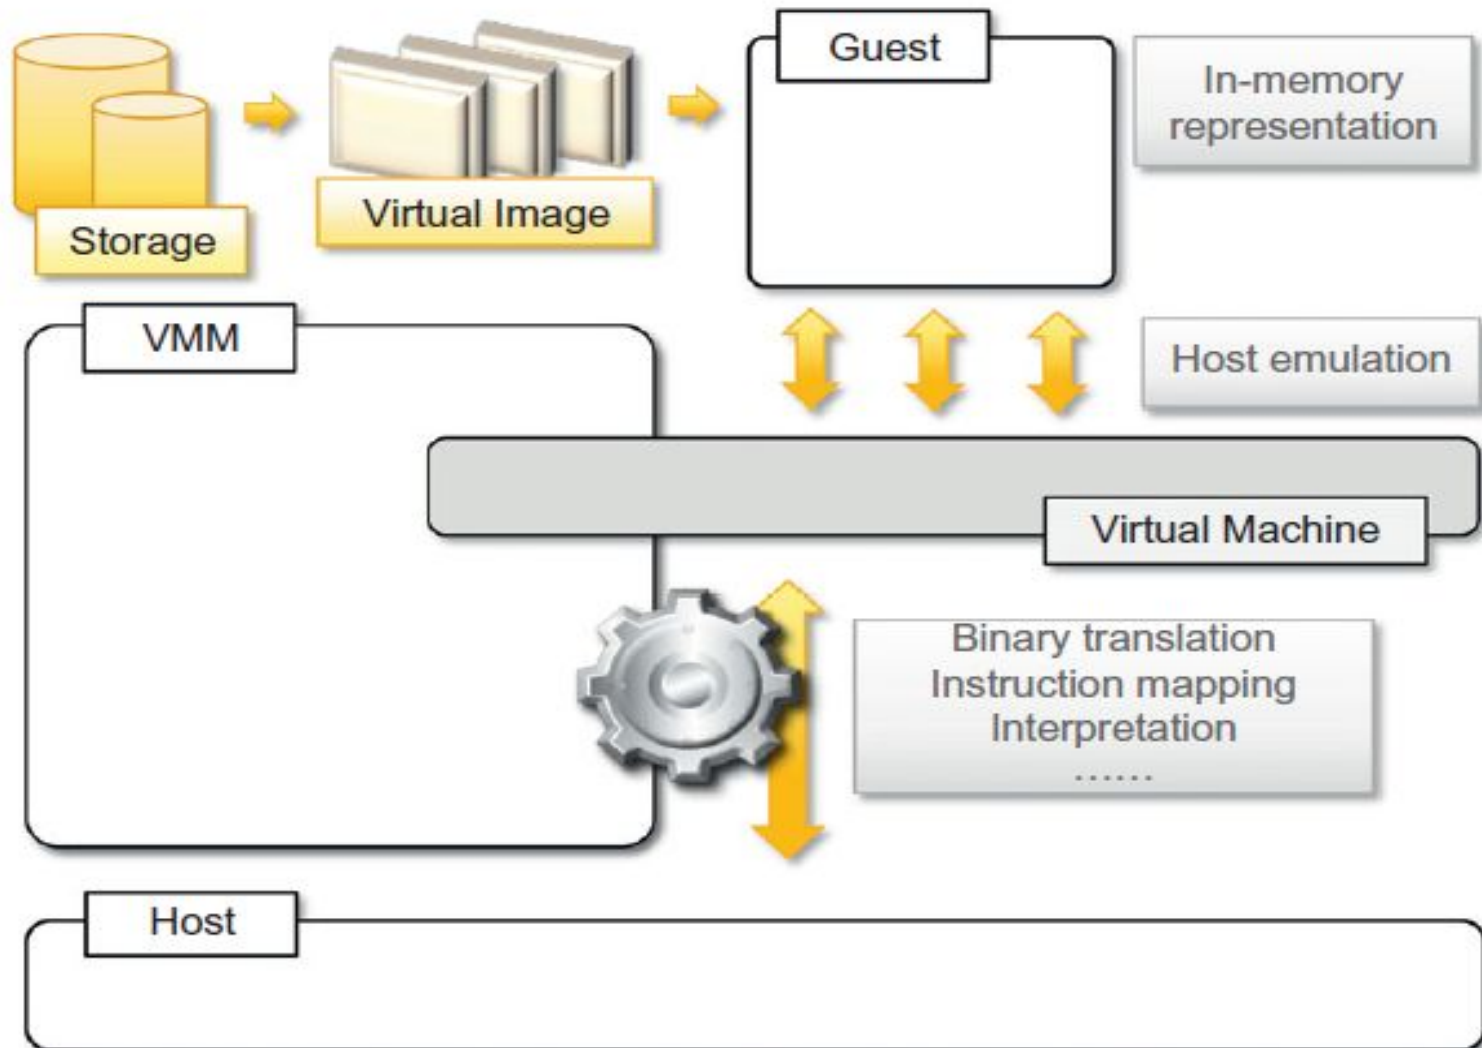 Guest
In-memory
representation
Storage
Virtual Image
VMM
Host emulation
Virtual Machine
Binary translation
Instruction mapping
Interpretation
......
Host